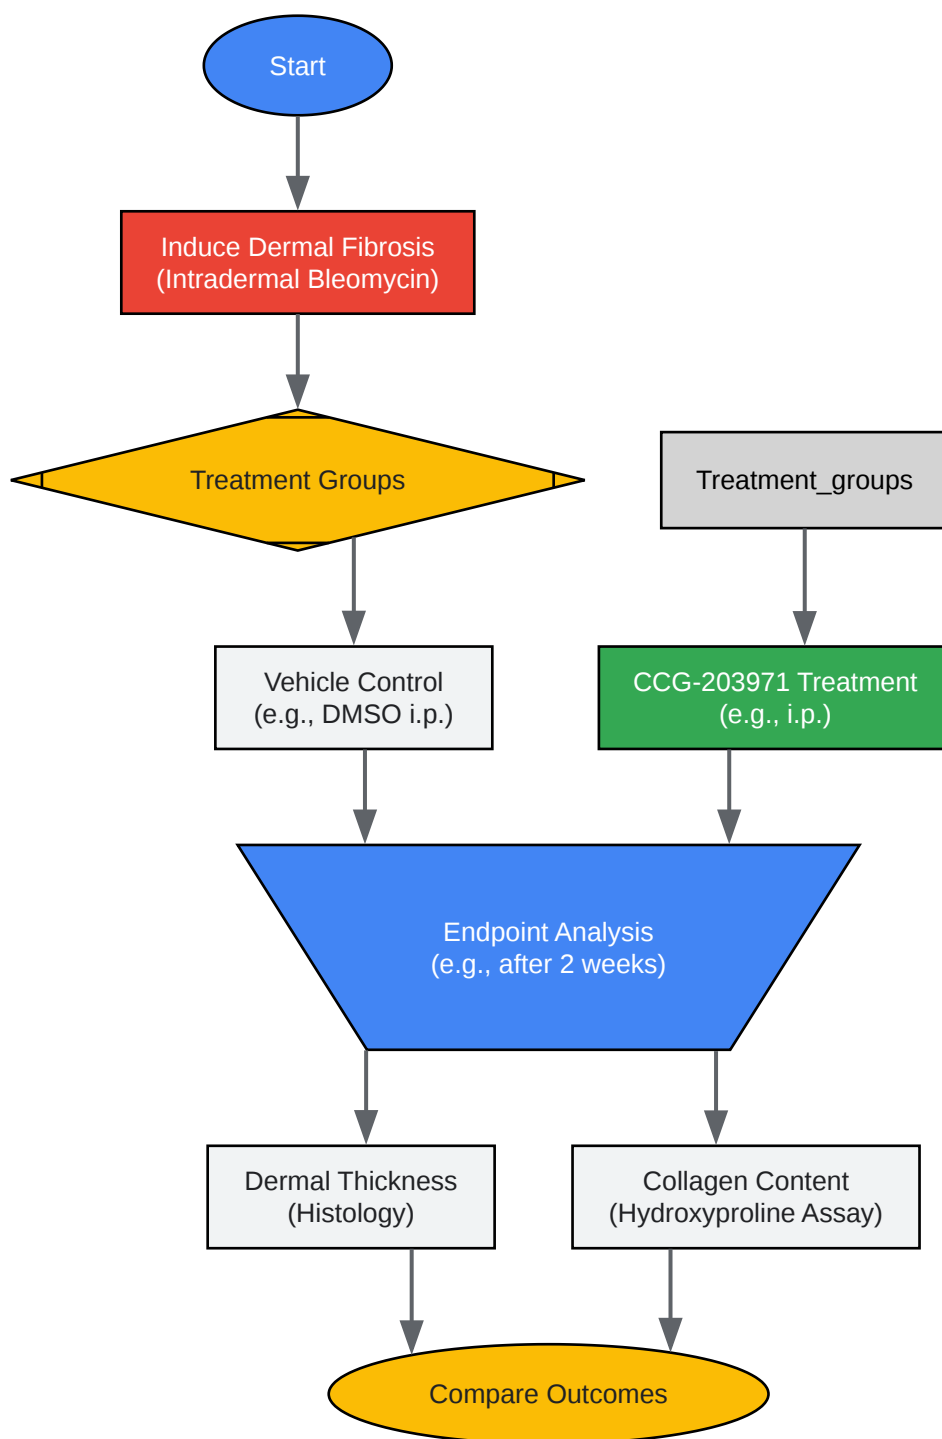 Start
Induce Dermal Fibrosis
(Intradermal Bleomycin)
Treatment Groups
Treatment_groups
Vehicle Control
(e.g., DMSO i.p.)
CCG-203971 Treatment
(e.g., i.p.)
Endpoint Analysis
(e.g., after 2 weeks)
Dermal Thickness
(Histology)
Collagen Content
(Hydroxyproline Assay)
Compare Outcomes